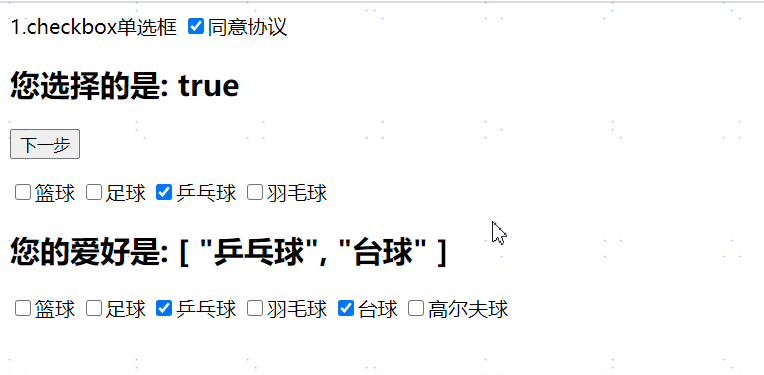 1.checkbox单选框 同意协议
您选择的是: true
下一步
篮球 足球 乒乓球 羽毛球
您的爱好是: [ "乒乓球", "台球" ]
篮球 足球 乒乓球 羽毛球 台球 高尔夫球